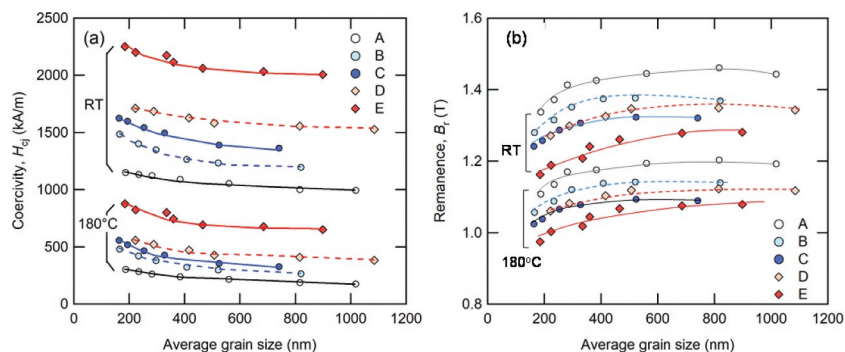 (a)
A
B
C
D
E
RT
180°C
Coercivity, Hcj (kA/m)
2500
2000
1500
1000
500
0
0 200 400 600 800 1000 1200
Average grain size (nm)
(b)
RT
180°C
A
B
C
D
E
Remanence, Br (T)
1.6
1.4
1.2
1.0
0.8
0 200 400 600 800 1000 1200
Average grain size (nm)